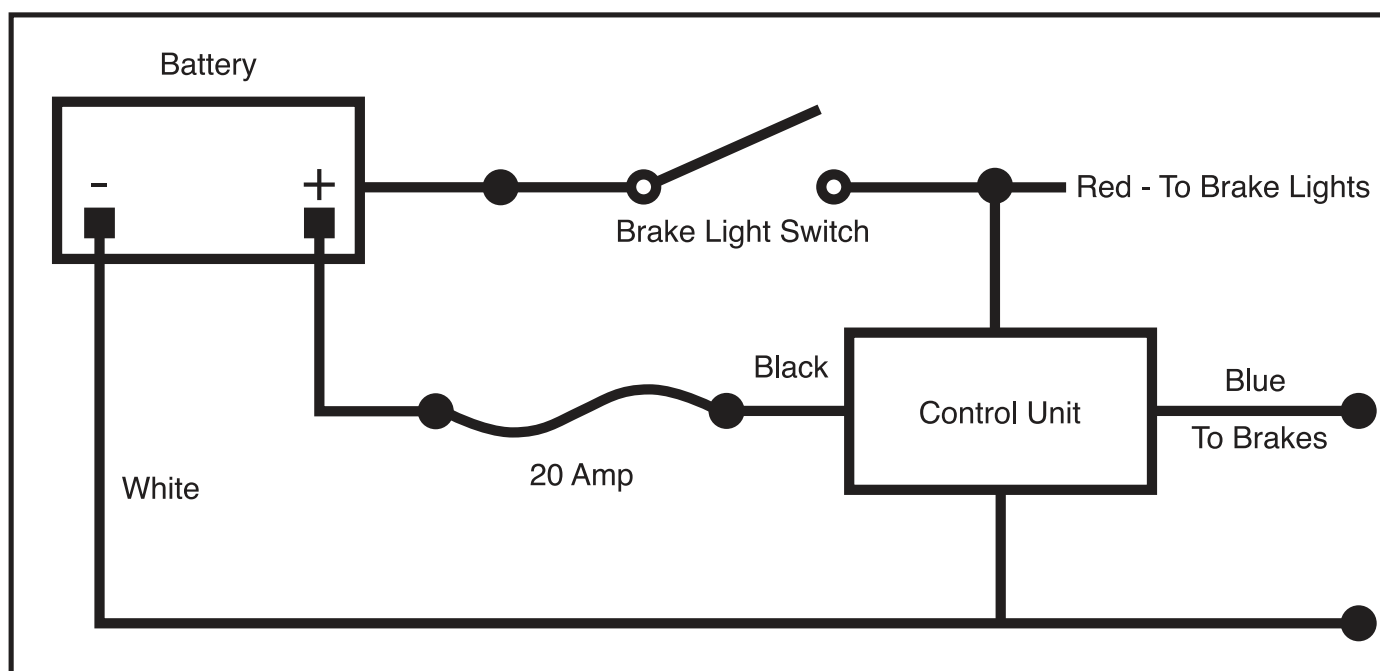 Battery
-
+
Red - To Brake Lights
Brake Light Switch
Black
Blue
Control Unit
To Brakes
20 Amp
White